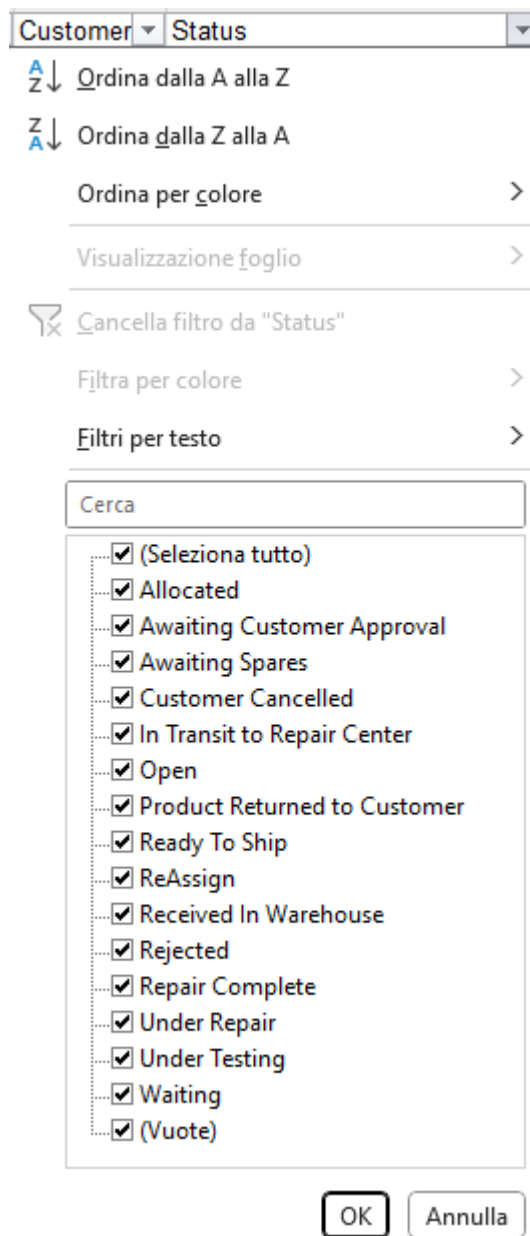 Customer Status
Ordina dalla A alla Z
Ordina dalla Z alla A
Ordina per colore
Visualizzazione foglio
Cancella filtro da "Status"
Filtra per colore
Filtri per testo
Cerca
(Seleziona tutto)
Allocated
Awaiting Customer Approval
Awaiting Spares
Customer Cancelled
In Transit to Repair Center
Open
Product Returned to Customer
Ready To Ship
ReAssign
Received In Warehouse
Rejected
Repair Complete
Under Repair
Under Testing
Waiting
(Vuote)
OK Annulla